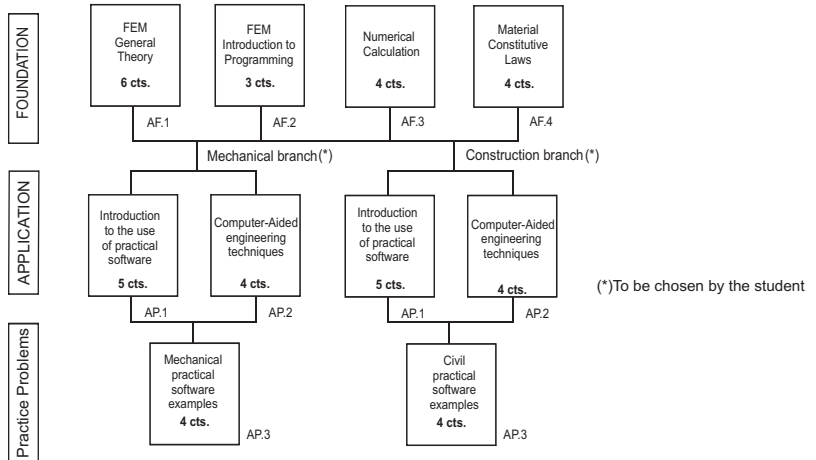 FOUNDATION
FEM
General
Theory
6 cts.
FEM
Introduction to
Programming
3 cts.
Numerical
Calculation
4 cts.
Material
Constitutive
Laws
4 cts.
AF.1
AF.2
AF.3
AF.4
Mechanical branch(*)
Construction branch(*)
APPLICATION
Introduction
to the use
of practical
software
5 cts.
Computer-Aided
engineering
techniques
4 cts.
Introduction
to the use
of practical
software
5 cts.
Computer-Aided
engineering
techniques
4 cts.
(*)To be chosen by the student
AP.1
AP.2
AP.1
AP.2
Practice Problems
Mechanical
practical
software
examples
4 cts.
AP.3
Civil
practical
software
examples
4 cts.
AP.3